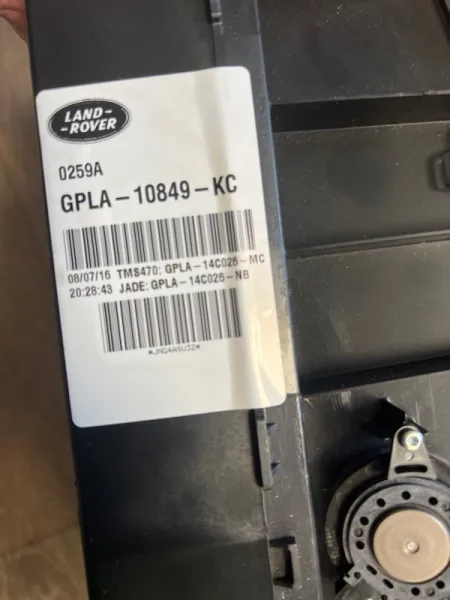 LAND-
-ROVER
0259A
GPLA-10849-KC
08/07/16 TMS470: GPLA-14C026-MC
20:28:43 JADE: GPLA-14C026-NB